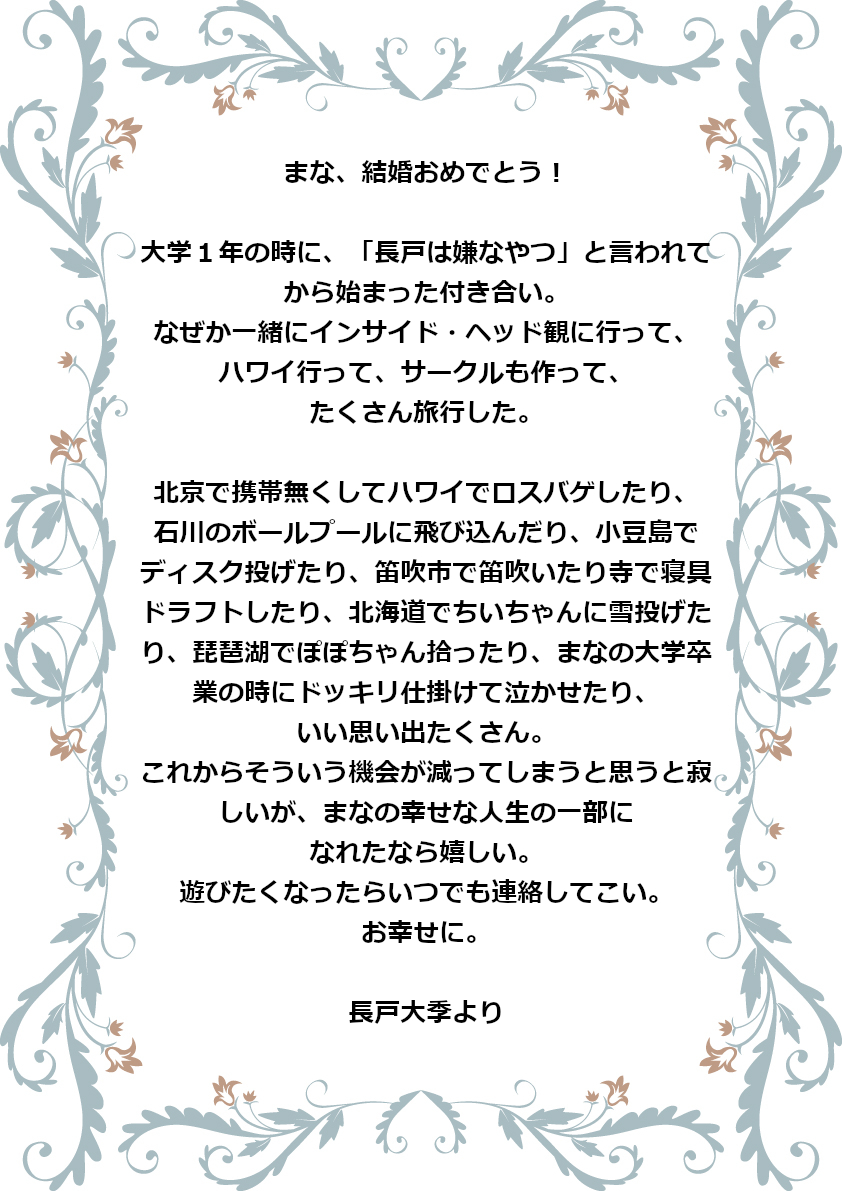 まな、結婚おめでとう！
大学１年の時に、「長戸は嫌なやつ」と言われて
から始まった付き合い。
なぜか一緒にインサイド・ヘッド観に行って、
ハワイ行って、サークルも作って、
たくさん旅行した。
北京で携帯無くしてハワイでロスバゲしたり、
石川のボールプールに飛び込んだり、小豆島で
ディスク投げたり、笛吹市で笛吹いたり寺で寝具
ドラフトしたり、北海道でちいちゃんに雪投げた
り、琵琶湖でぽぽちゃん拾ったり、まなの大学卒
業の時にドッキリ仕掛けて泣かせたり、
いい思い出たくさん。
これからそういう機会が減ってしまうと思うと寂
しいが、まなの幸せな人生の一部に
なれたなら嬉しい。
遊びたくなったらいつでも連絡してこい。
お幸せに。
長戸大季より